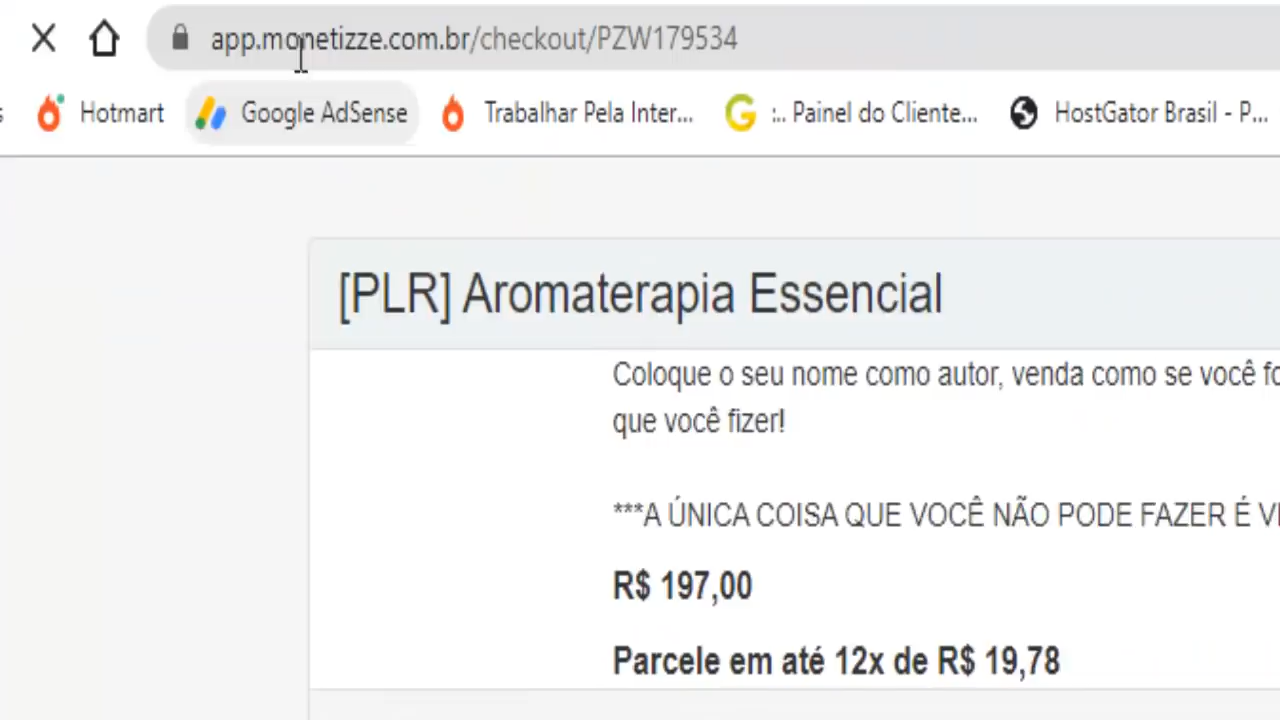 app.monetizze.com.br/checkout/PZW179534
Hotmart Google AdSense Trabalhar Pela Inter... :. Painel do Cliente... HostGator Brasil - P...
[PLR] Aromaterapia Essencial
Coloque o seu nome como autor, venda como se você
que você fizer!
***A ÚNICA COISA QUE VOCÊ NÃO PODE FAZER É
R$ 197,00
Parcele em até 12x de R$ 19,78